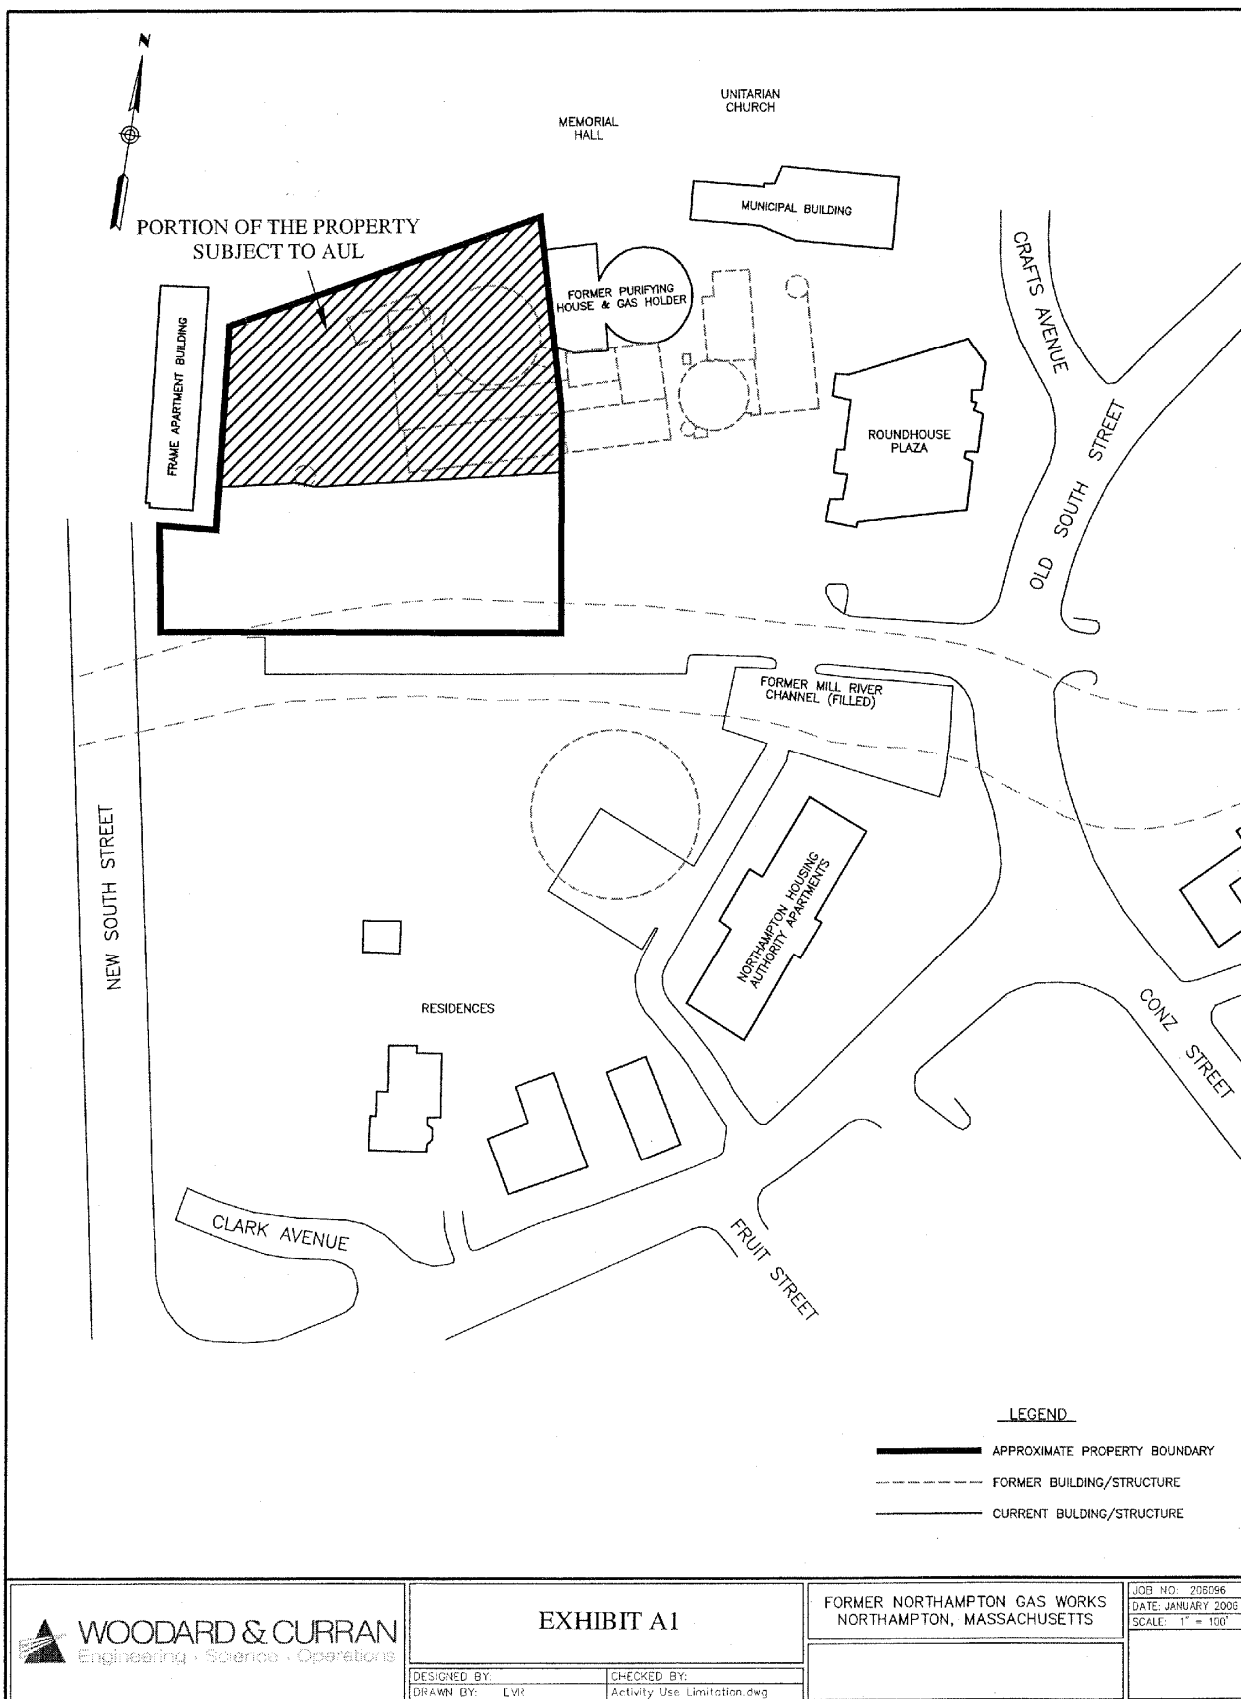 N
UNITARIAN
CHURCH
MEMORIAL
HALL
MUNICIPAL BUILDING
PORTION OF THE PROPERTY
SUBJECT TO AUL
CRAFTS AVENUE
FORMER PURIFYING
HOUSE & GAS HOLDER
FRAME APARTMENT BUILDING
ROUNDHOUSE
PLAZA
OLD SOUTH STREET
FORMER MILL RIVER
CHANNEL (FILLED)
NEW SOUTH STREET
NORTHAMPTON HOUSING
AUTHORITY APARTMENTS
RESIDENCES
CONZ STREET
CLARK AVENUE
FRUIT STREET
LEGEND
APPROXIMATE PROPERTY BOUNDARY
FORMER BUILDING/STRUCTURE
CURRENT BULDING/STRUCTURE
WOODARD & CURRAN
Engineering · Science · Operations
EXHIBIT A1
DESIGNED BY:
CHECKED BY:
DRAWN BY: LVR
Activity Use Limitation.dwg
FORMER NORTHAMPTON GAS WORKS
NORTHAMPTON, MASSACHUSETTS
JOB NO: 206096
DATE: JANUARY 2006
SCALE: 1" = 100'